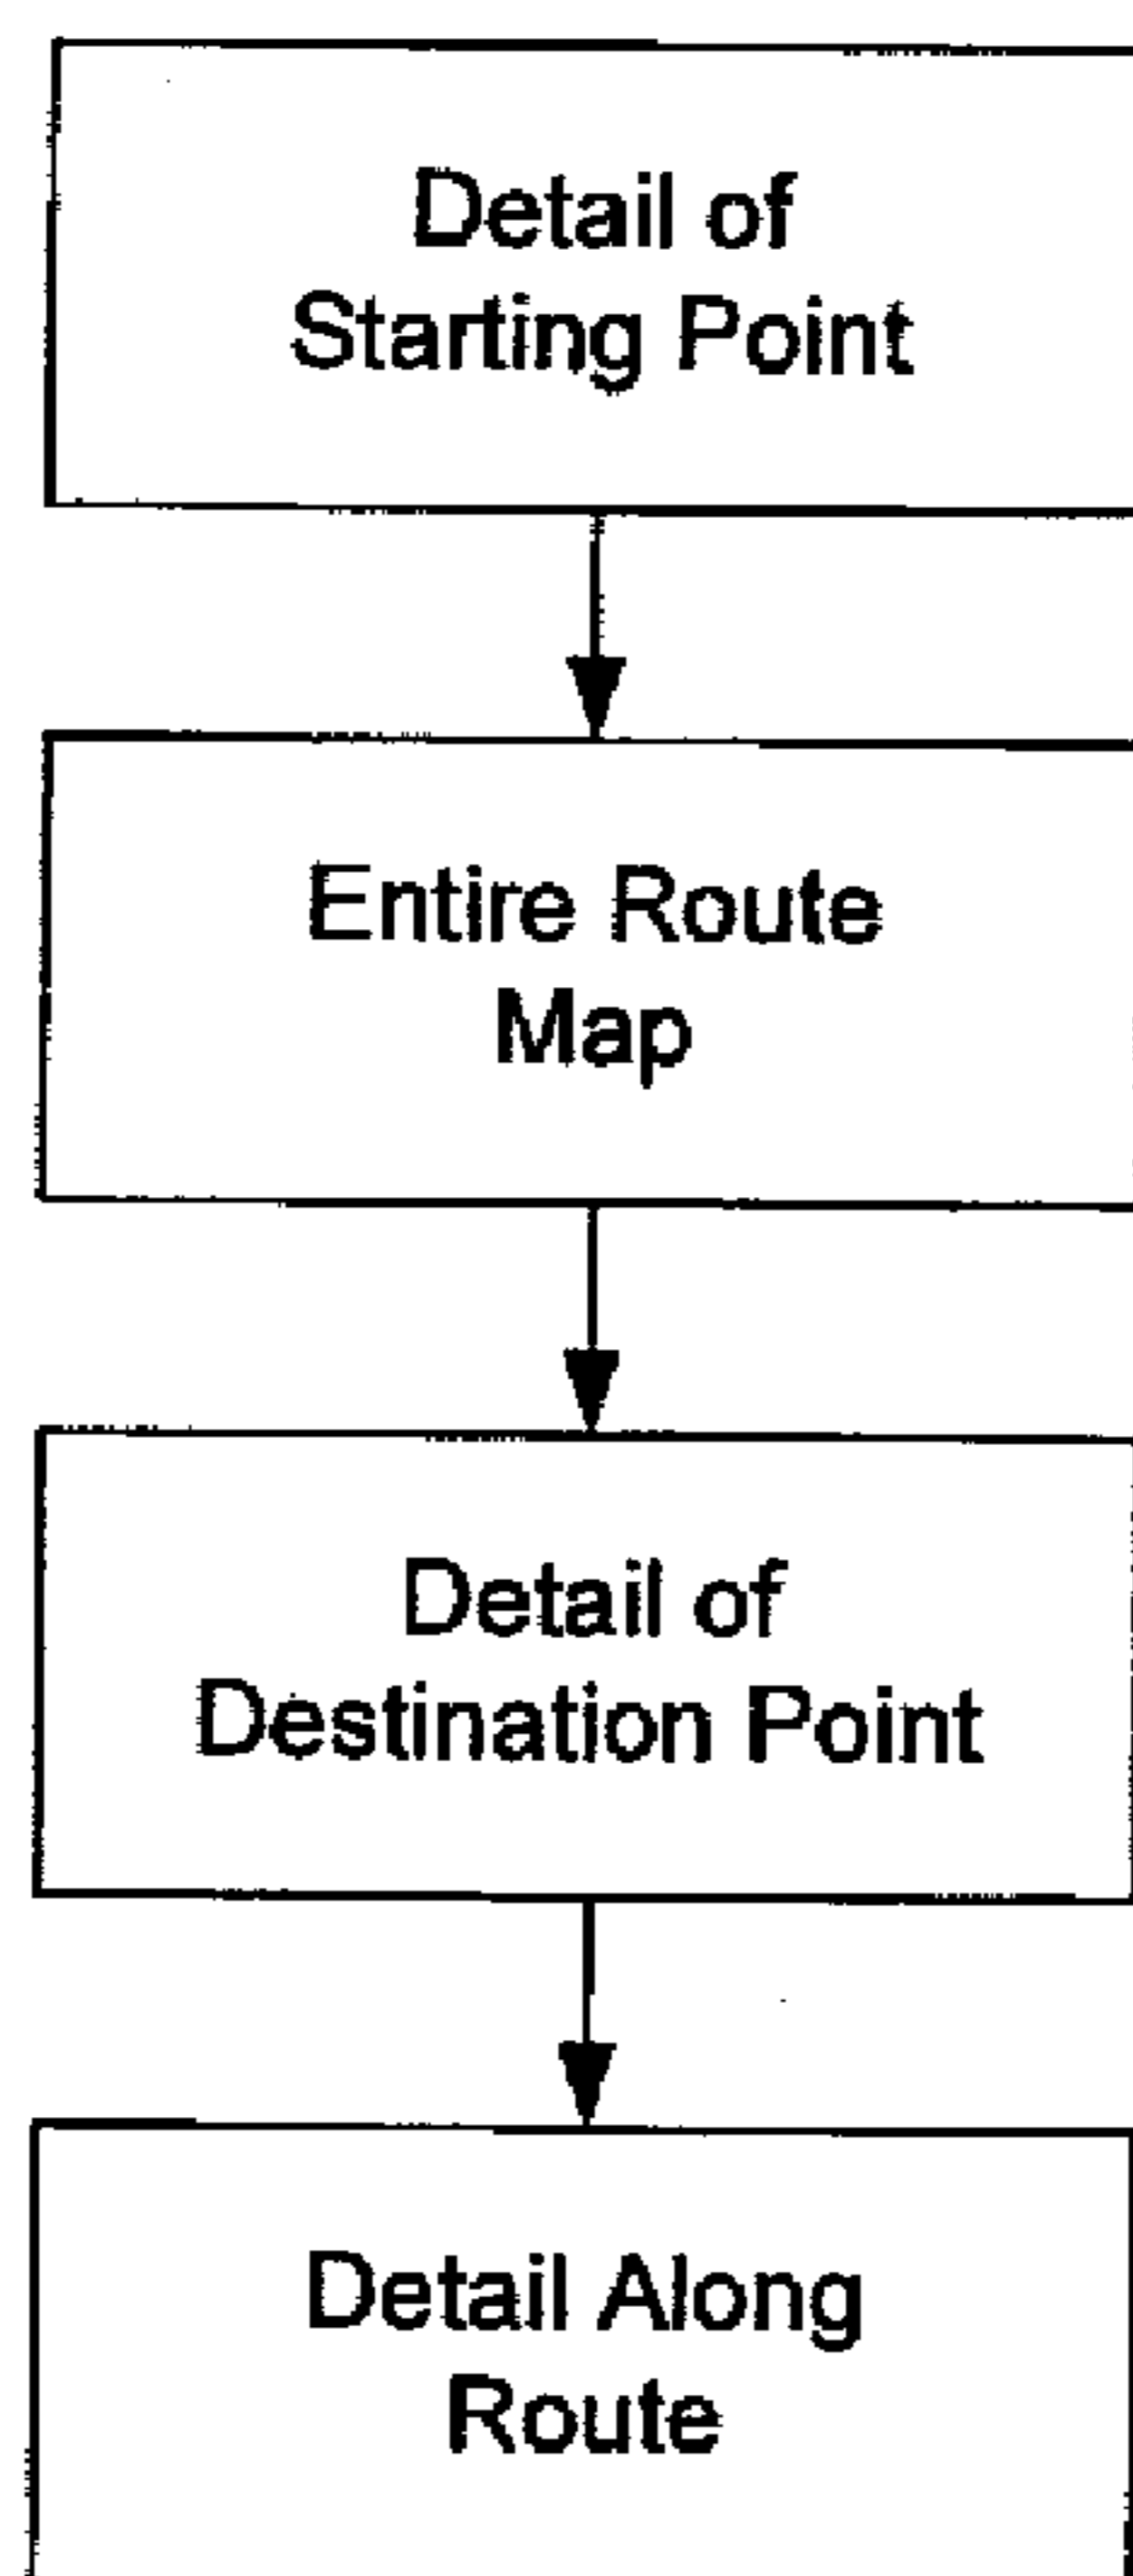 Detail of
Starting Point
Entire Route
Map
Detail of
Destination Point
Detail Along
Route